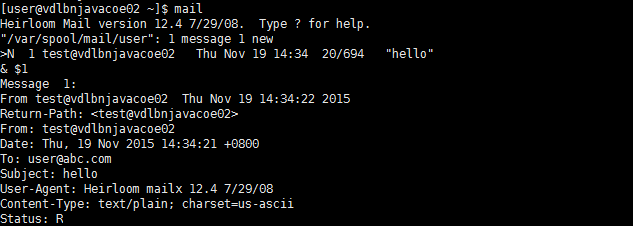 [user@vdlbnjavacoe02 ~]$ mail
Heirloom Mail version 12.4 7/29/08.  Type ? for help.
"/var/spool/mail/user": 1 message 1 new
>N  1 test@vdlbnjavacoe02   Thu Nov 19 14:34  20/694   "hello"
& $1
Message  1:
From test@vdlbnjavacoe02  Thu Nov 19 14:34:22 2015
Return-Path: <test@vdlbnjavacoe02>
From: test@vdlbnjavacoe02
Date: Thu, 19 Nov 2015 14:34:21 +0800
To: user@abc.com
Subject: hello
User-Agent: Heirloom mailx 12.4 7/29/08
Content-Type: text/plain; charset=us-ascii
Status: R